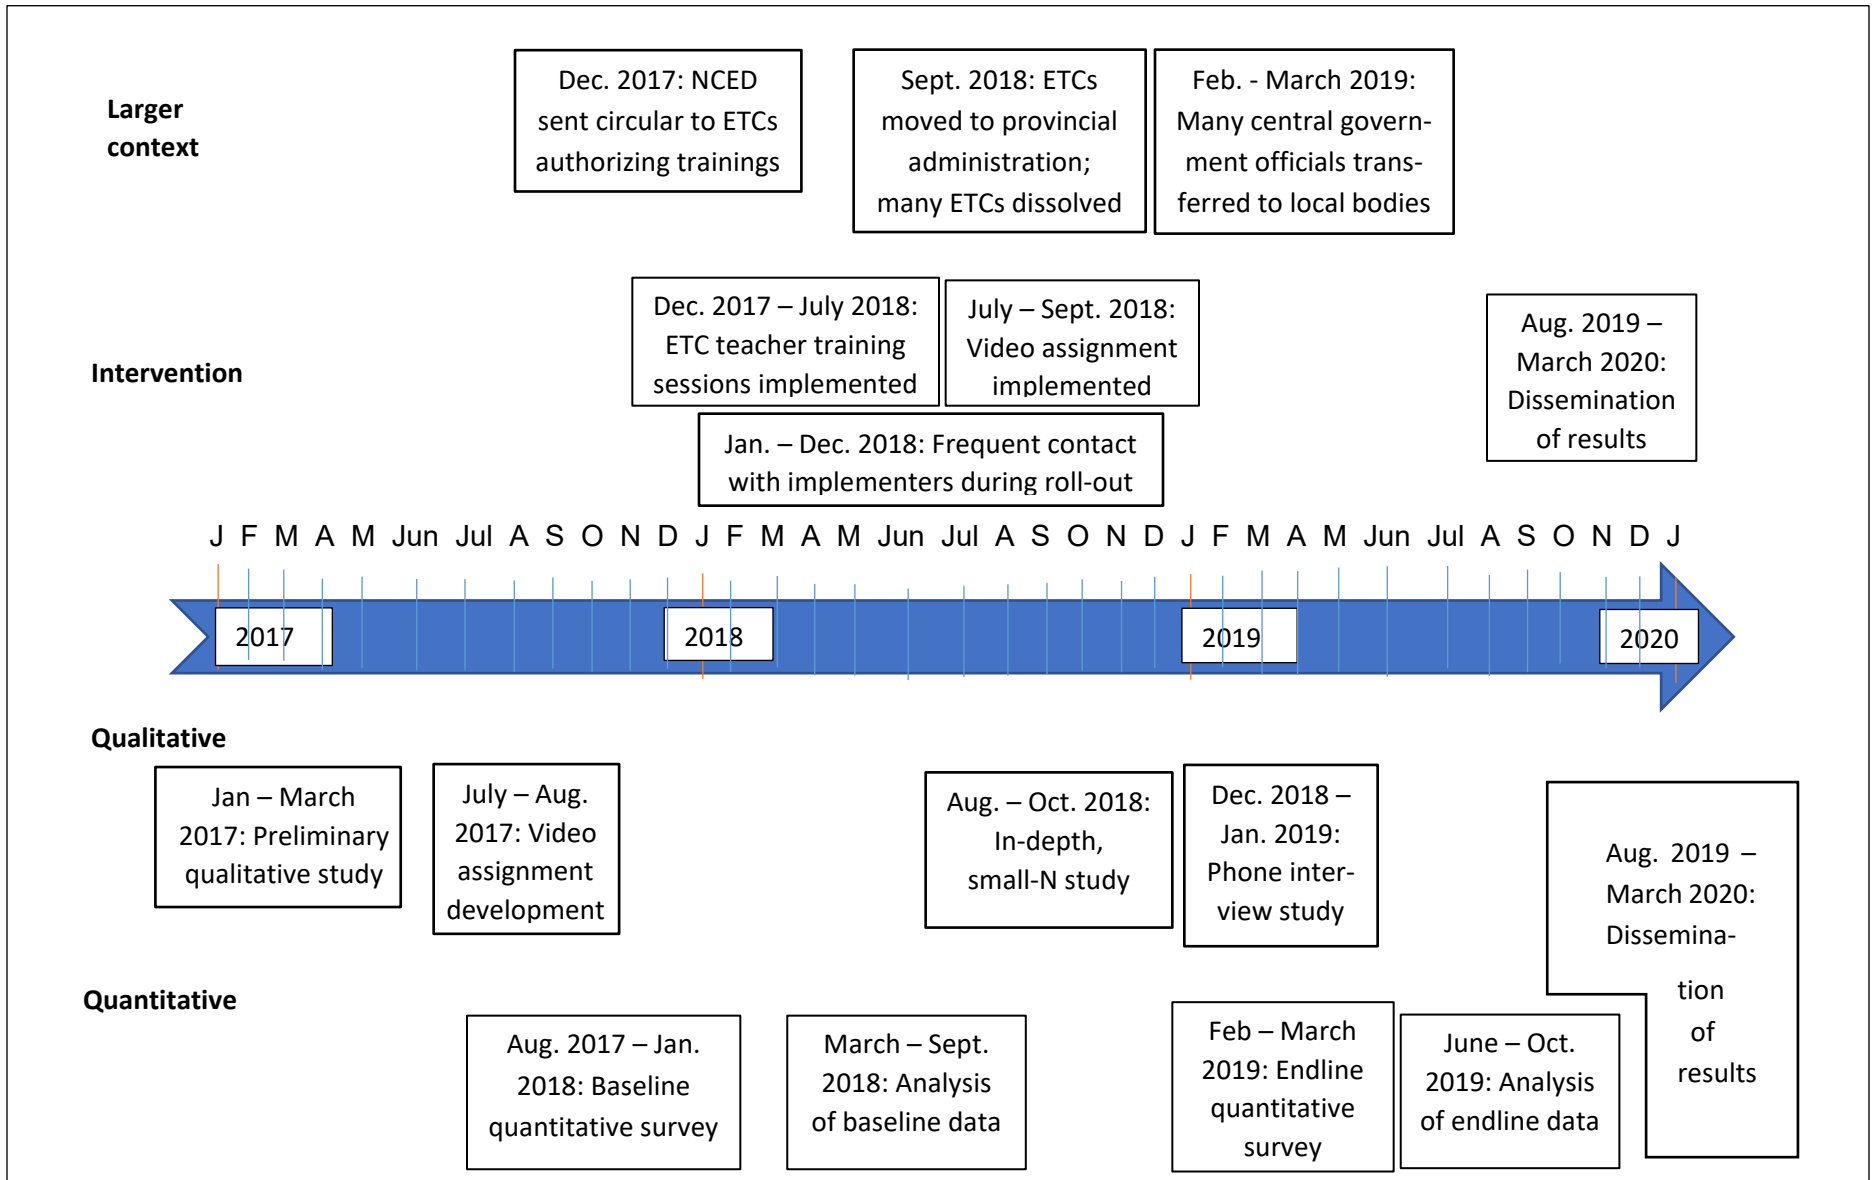 Larger
context
Dec. 2017: NCED
sent circular to ETCs
authorizing trainings
Sept. 2018: ETCs
moved to provincial
administration;
many ETCs dissolved
Feb. - March 2019:
Many central govern-
ment officials trans-
ferred to local bodies
Intervention
Dec. 2017 – July 2018:
ETC teacher training
sessions implemented
July – Sept. 2018:
Video assignment
implemented
Jan. – Dec. 2018: Frequent contact
with implementers during roll-out
Aug. 2019 –
March 2020:
Dissemination
of results
J F M A M Jun Jul A S O N D J F M A M Jun Jul A S O N D J F M A M Jun Jul A S O N D J
2017
2018
2019
2020
Qualitative
Jan – March
2017: Preliminary
qualitative study
July – Aug.
2017: Video
assignment
development
Aug. – Oct. 2018:
In-depth,
small-N study
Dec. 2018 –
Jan. 2019:
Phone inter-
view study
Aug. 2019 –
March 2020:
Dissemina-
tion
of
results
Quantitative
Aug. 2017 – Jan.
2018: Baseline
quantitative survey
March – Sept.
2018: Analysis
of baseline data
Feb – March
2019: Endline
quantitative
survey
June – Oct.
2019: Analysis
of endline data